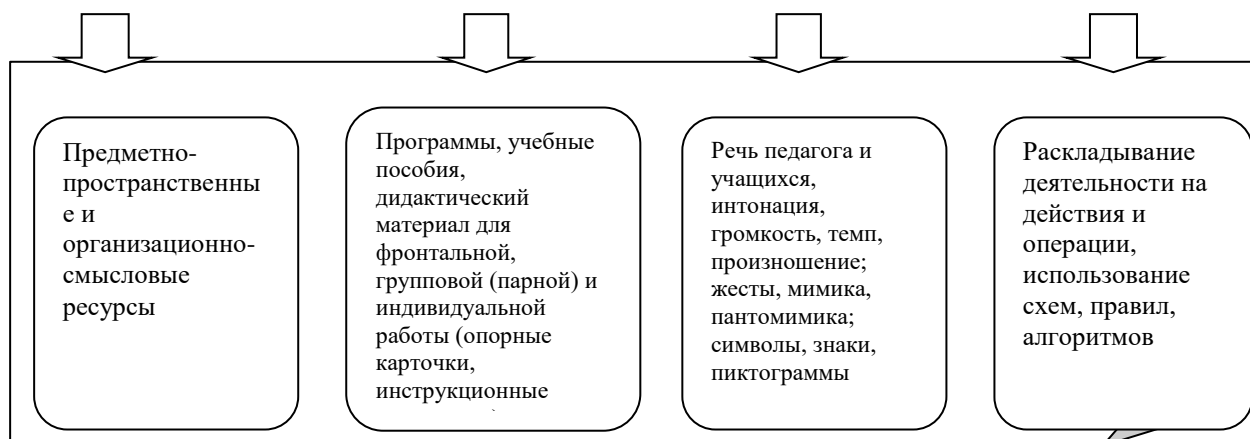 Предметно-
пространственны
е и
организационно-
смысловые
ресурсы
Программы, учебные
пособия,
дидактический
материал для
фронтальной,
групповой (парной) и
индивидуальной
работы (опорные
карточки,
инструкционные
Речь педагога и
учащихся,
интонация,
громкость, темп,
произношение;
жесты, мимика,
пантомимика;
символы, знаки,
пиктограммы
Раскладывание
деятельности на
действия и
операции,
использование
схем, правил,
алгоритмов